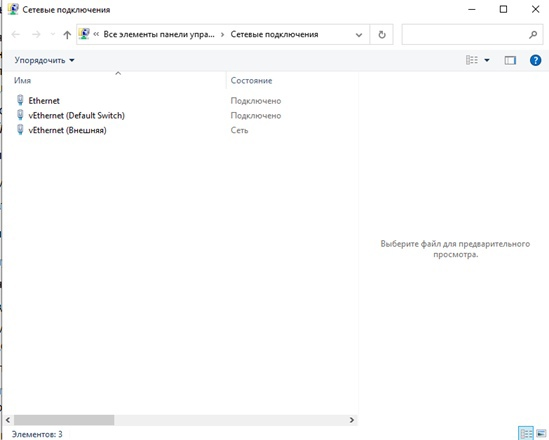 Сетевые подключения
« Все элементы панели упра... › Сетевые подключения
Упорядочить
Имя Состояние
Ethernet Подключено
vEthernet (Default Switch) Подключено
vEthernet (Внешняя) Сеть
Выберите файл для предварительного
просмотра.
Элементов: 3